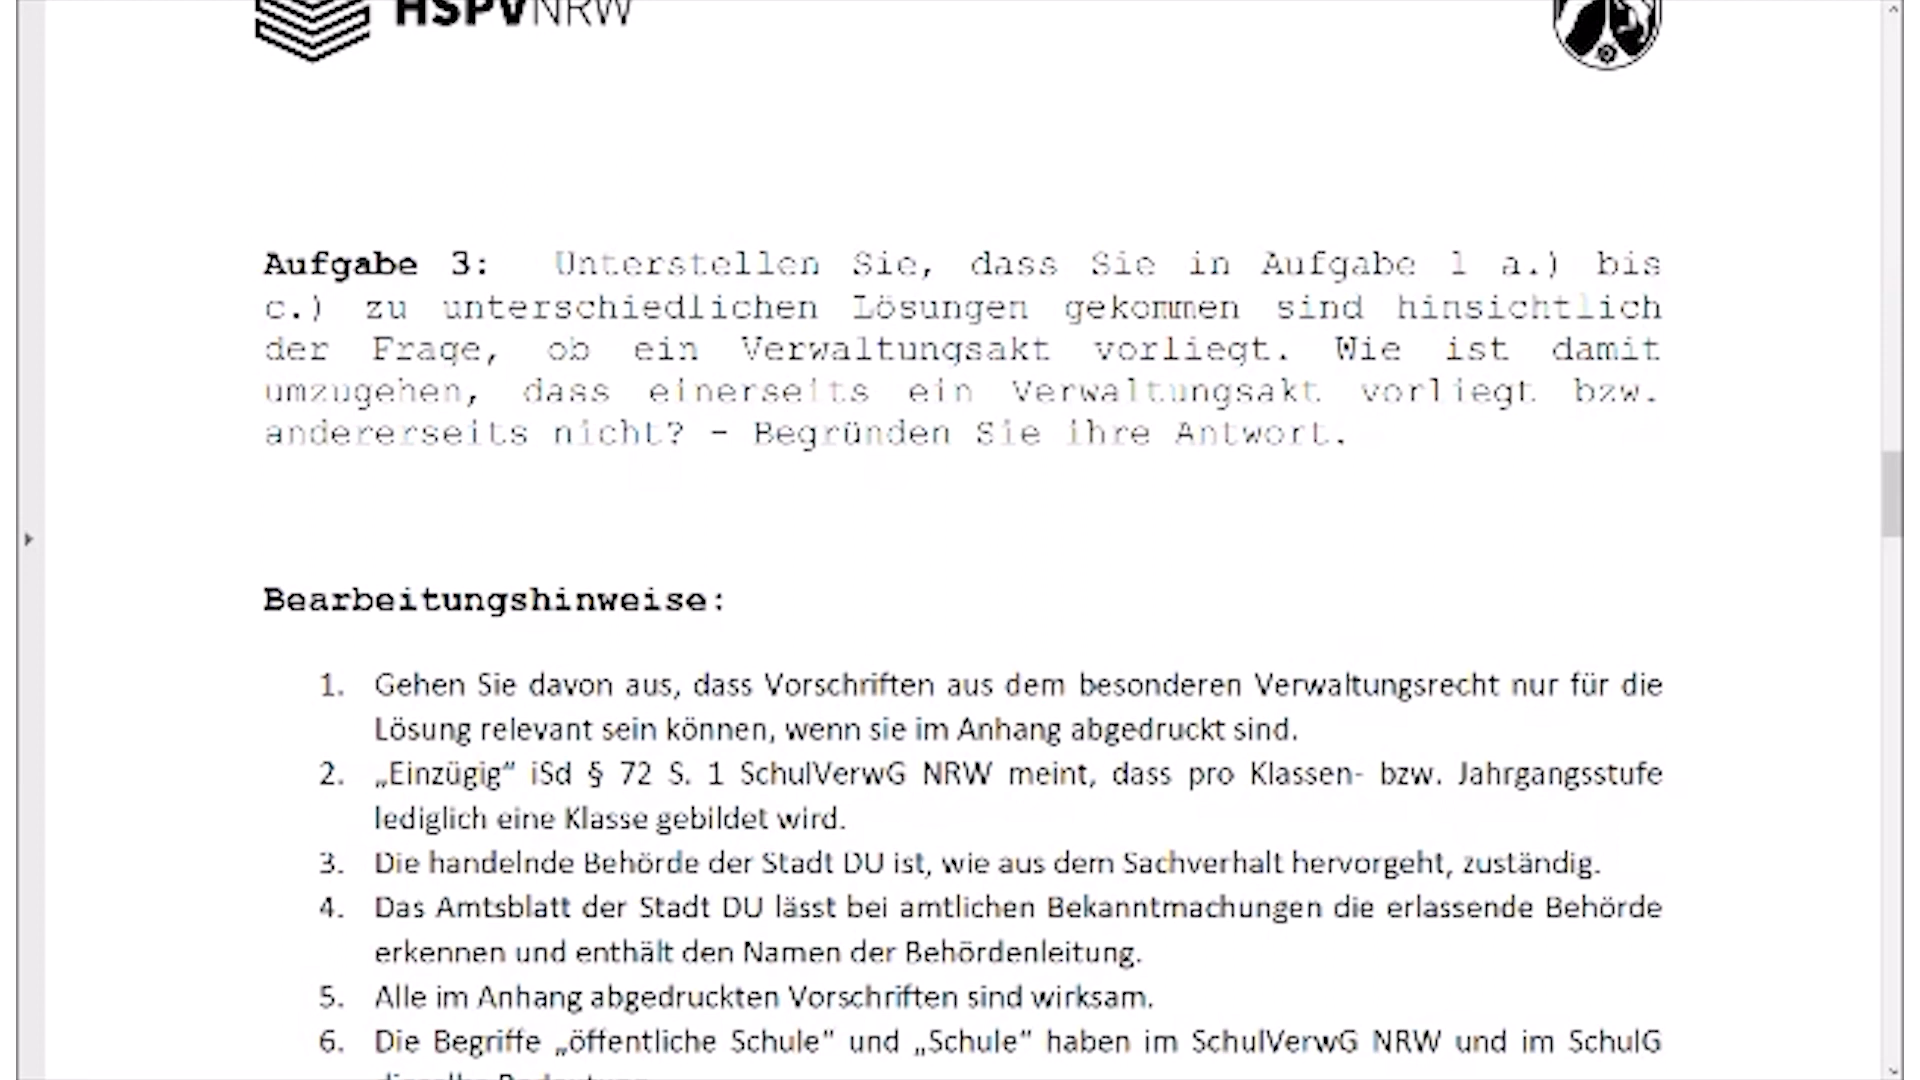 HSPVNRW
Aufgabe 3: Unterstellen Sie, dass Sie in Aufgabe 1 a.) bis
c.) zu unterschiedlichen Lösungen gekommen sind hinsichtlich
der Frage, ob ein Verwaltungsakt vorliegt. Wie ist damit
umzugehen, dass einerseits ein Verwaltungsakt vorliegt bzw.
andererseits nicht? – Begründen Sie ihre Antwort.
Bearbeitungshinweise:
1. Gehen Sie davon aus, dass Vorschriften aus dem besonderen Verwaltungsrecht nur für die
Lösung relevant sein können, wenn sie im Anhang abgedruckt sind.
2. „Einzügig“ iSd § 72 S. 1 SchulVerwG NRW meint, dass pro Klassen- bzw. Jahrgangsstufe
lediglich eine Klasse gebildet wird.
3. Die handelnde Behörde der Stadt DU ist, wie aus dem Sachverhalt hervorgeht, zuständig.
4. Das Amtsblatt der Stadt DU lässt bei amtlichen Bekanntmachungen die erlassende Behörde
erkennen und enthält den Namen der Behördenleitung.
5. Alle im Anhang abgedruckten Vorschriften sind wirksam.
6. Die Begriffe „öffentliche Schule“ und „Schule“ haben im SchulVerwG NRW und im SchulG